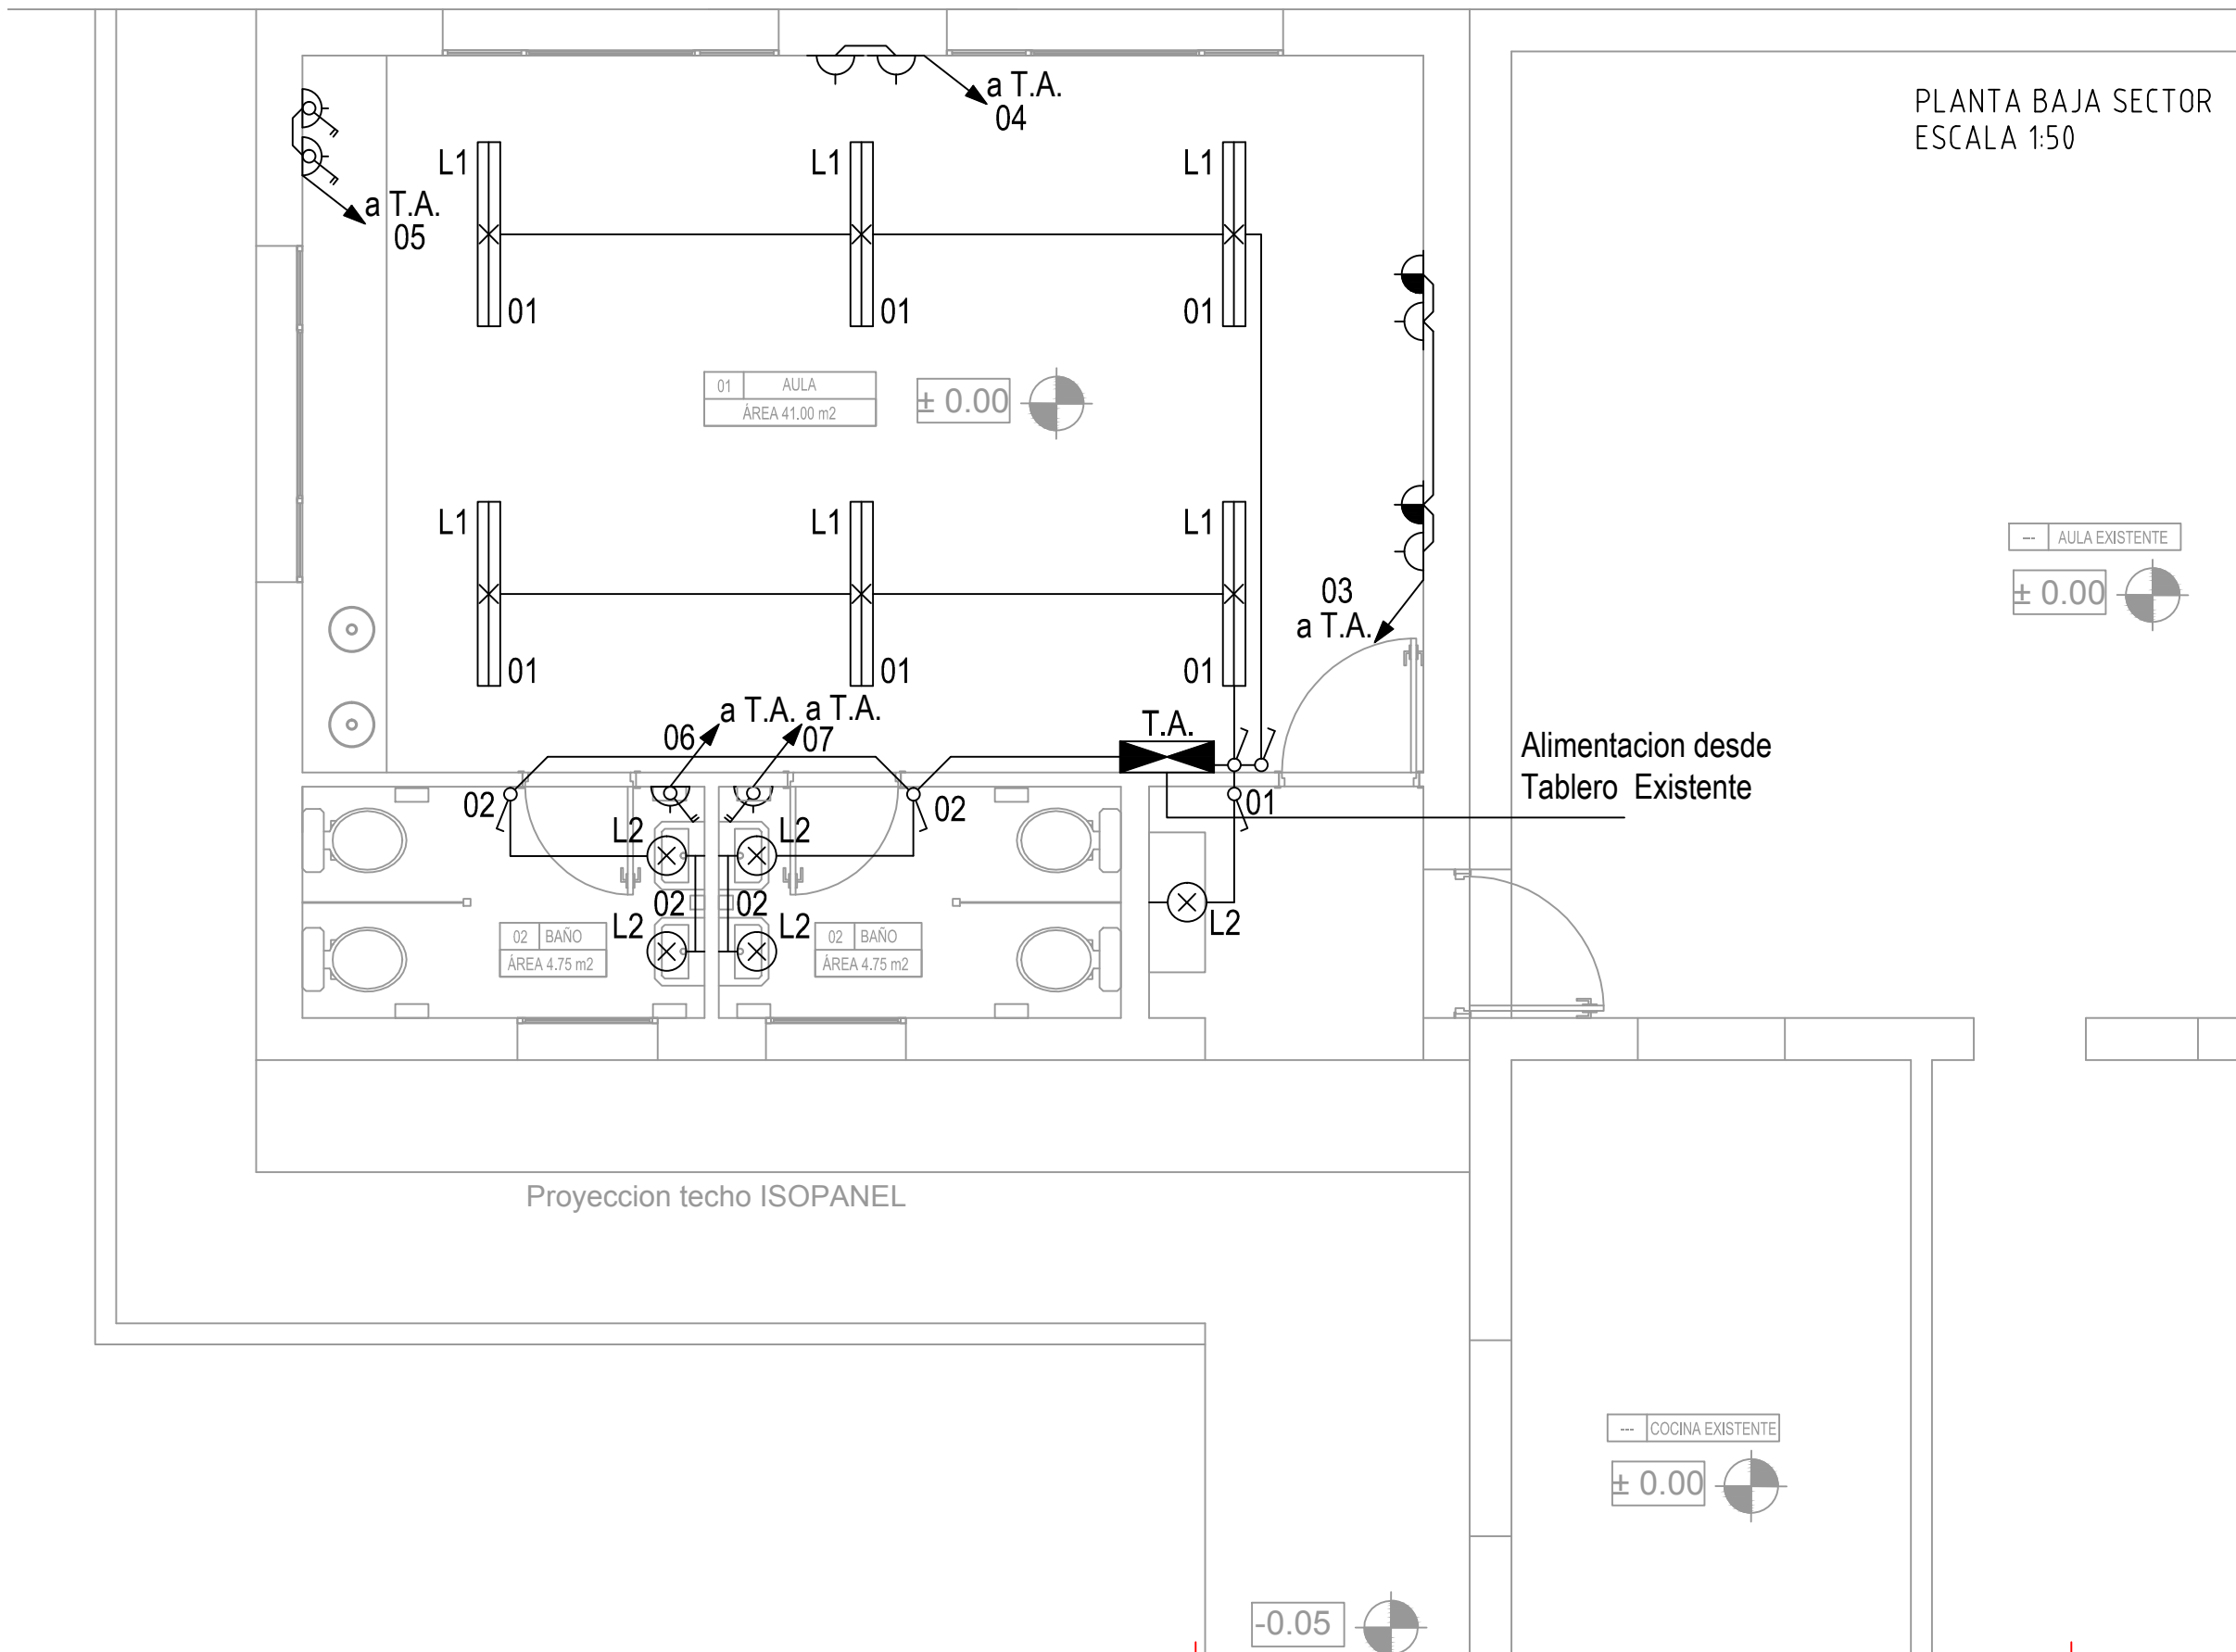 PLANTA BAJA SECTOR
ESCALA 1:50
a T.A.
04
L1
L1
L1
a T.A.
05
01
01
01
01 AULA
ÁREA 41.00 m2
± 0.00
L1
L1
L1
--- AULA EXISTENTE
± 0.00
03
a T.A.
01
01
01
a T.A.
06
a T.A.
07
T.A.
Alimentacion desde
Tablero Existente
02
02
01
L2
L2
02
02
L2
L2
L2
02 BAÑO
ÁREA 4.75 m2
02 BAÑO
ÁREA 4.75 m2
Proyeccion techo ISOPANEL
--- COCINA EXISTENTE
± 0.00
-0.05